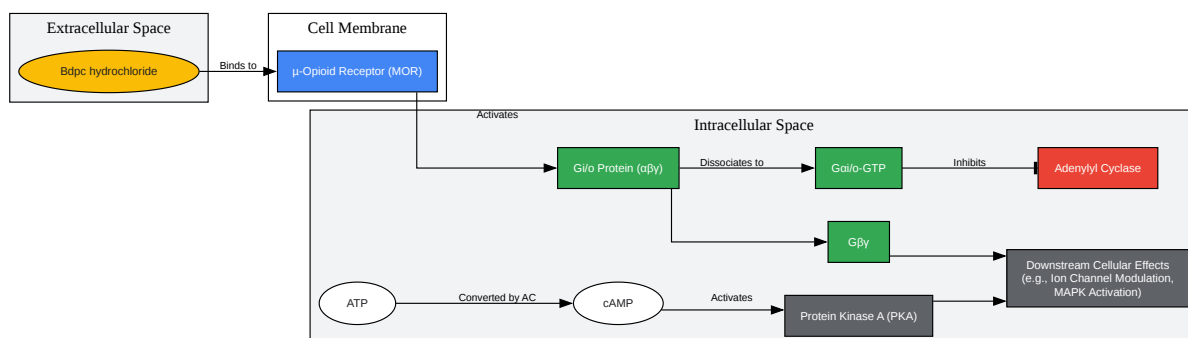 Extracellular Space
Cell Membrane
Bdpc hydrochloride
Binds to
μ-Opioid Receptor (MOR)
Activates
Intracellular Space
Gi/o Protein (αβγ)
Dissociates to
Gαi/o-GTP
Inhibits
Adenylyl Cyclase
Gβγ
Downstream Cellular Effects
(e.g., Ion Channel Modulation,
MAPK Activation)
ATP
Converted by AC
cAMP
Activates
Protein Kinase A (PKA)